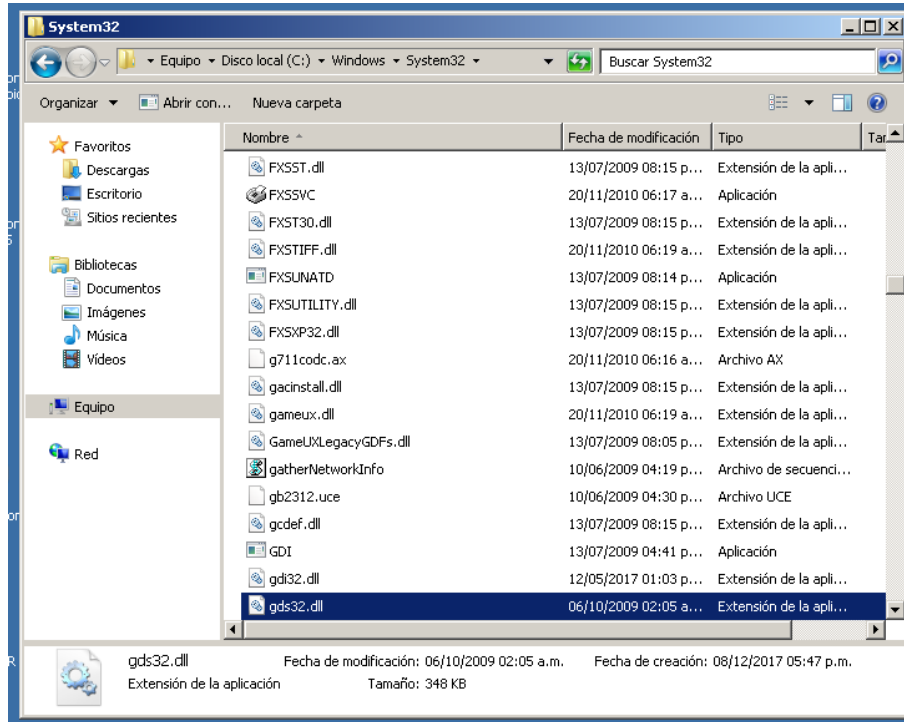 System32
Equipo Disco local (C:) Windows System32
Buscar System32
Organizar Abrir con... Nueva carpeta
Favoritos
Descargas
Escritorio
Sitios recientes
Bibliotecas
Documentos
Imágenes
Música
Vídeos
Equipo
Red
Nombre Fecha de modificación Tipo
FXSST.dll 13/07/2009 08:15 p... Extensión de la apli...
FXSSVC 20/11/2010 06:17 a... Aplicación
FXST30.dll 13/07/2009 08:15 p... Extensión de la apli...
FXSTIFF.dll 20/11/2010 06:19 a... Extensión de la apli...
FXSUNATD 13/07/2009 08:14 p... Aplicación
FXSUTILITY.dll 13/07/2009 08:15 p... Extensión de la apli...
FXSXP32.dll 13/07/2009 08:15 p... Extensión de la apli...
g711codc.ax 20/11/2010 06:16 a... Archivo AX
gacinstall.dll 13/07/2009 08:15 p... Extensión de la apli...
gameux.dll 20/11/2010 06:19 a... Extensión de la apli...
GameUXLegacyGDFs.dll 13/07/2009 08:05 p... Extensión de la apli...
gatherNetworkInfo 10/06/2009 04:19 p... Archivo de secuenci...
gb2312.uce 10/06/2009 04:30 p... Archivo UCE
gcdef.dll 13/07/2009 08:15 p... Extensión de la apli...
GDI 13/07/2009 04:41 p... Aplicación
gdi32.dll 12/05/2017 01:03 p... Extensión de la apli...
gds32.dll 06/10/2009 02:05 a... Extensión de la apli...
gds32.dll Fecha de modificación: 06/10/2009 02:05 a.m. Fecha de creación: 08/12/2017 05:47 p.m.
Extensión de la aplicación Tamaño: 348 KB